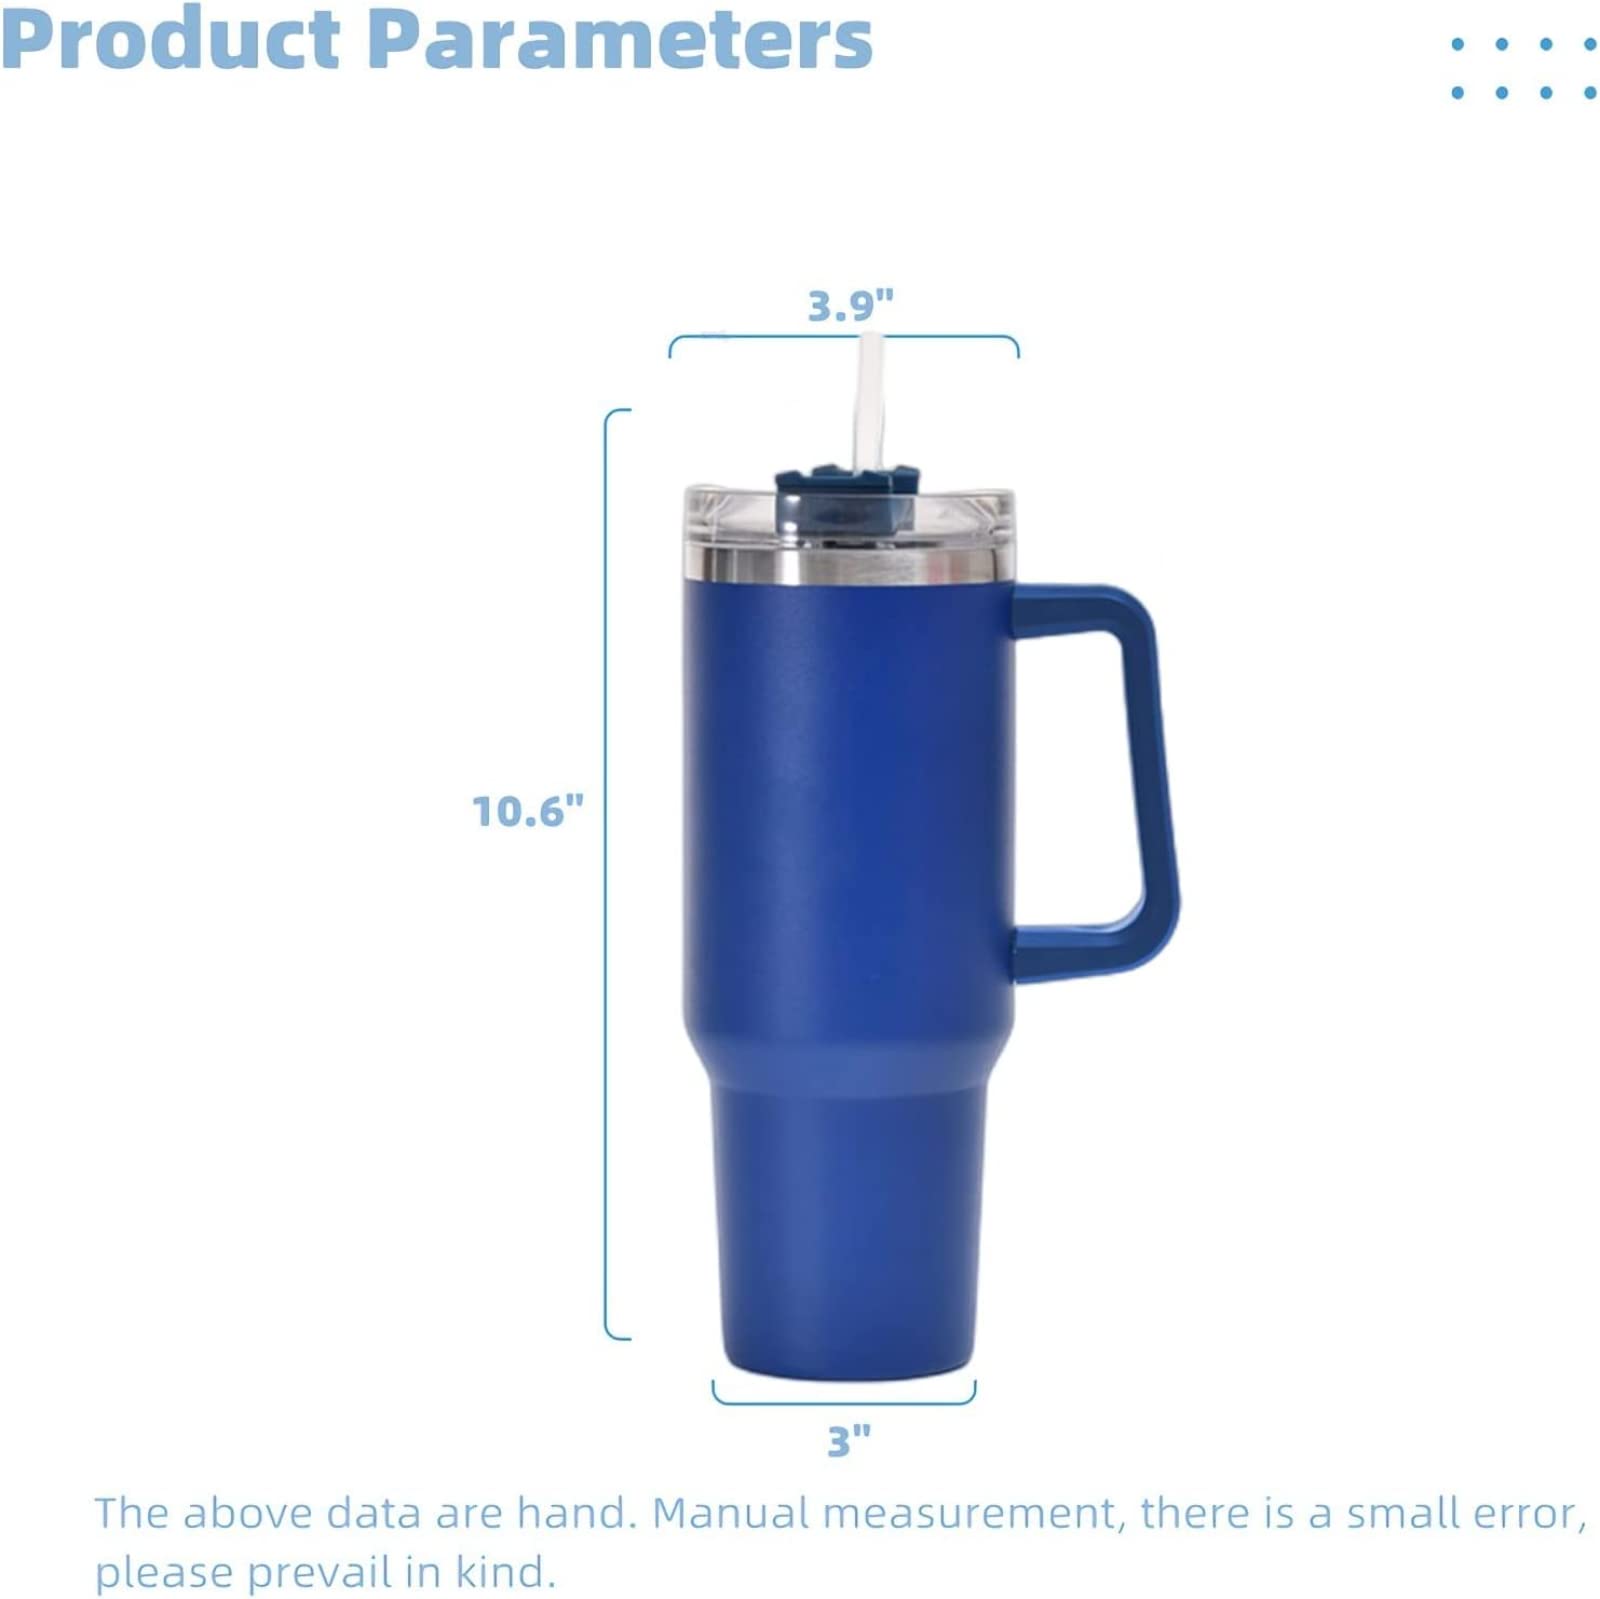 Product Parameters
3.9"
10.6"
3"
The above data are hand. Manual measurement, there is a small error,
please prevail in kind.